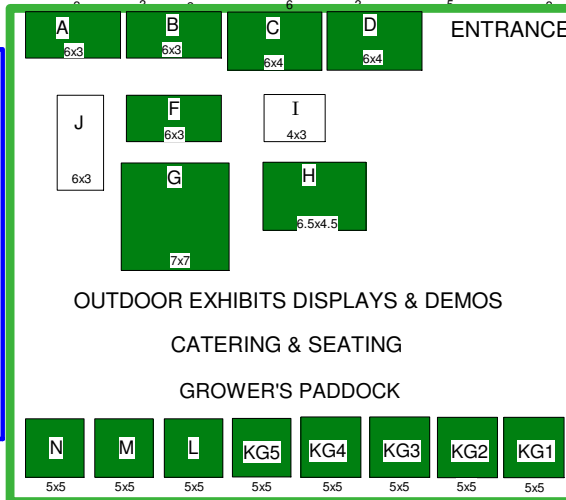 A B C D ENTRANCE
6x3 6x3 6x4 6x4
J F I
6x3 6x3 4x3
G H
7x7 6.5x4.5
OUTDOOR EXHIBITS DISPLAYS & DEMOS
CATERING & SEATING
GROWER'S PADDOCK
N M L KG5 KG4 KG3 KG2 KG1
5x5 5x5 5x5 5x5 5x5 5x5 5x5 5x5